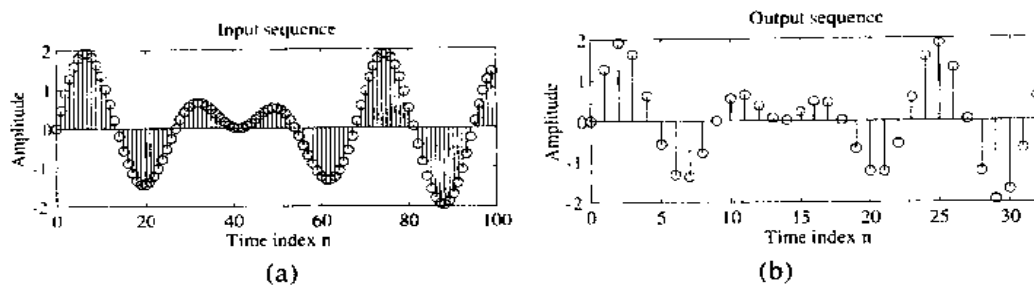 Input sequence
Amplitude
2
1
0
-1
-2
0 20 40 60 80 100
Time index n
(a)
Output sequence
Amplitude
2
1
0
-1
-2
0 5 10 15 20 25 30
Time index n
(b)